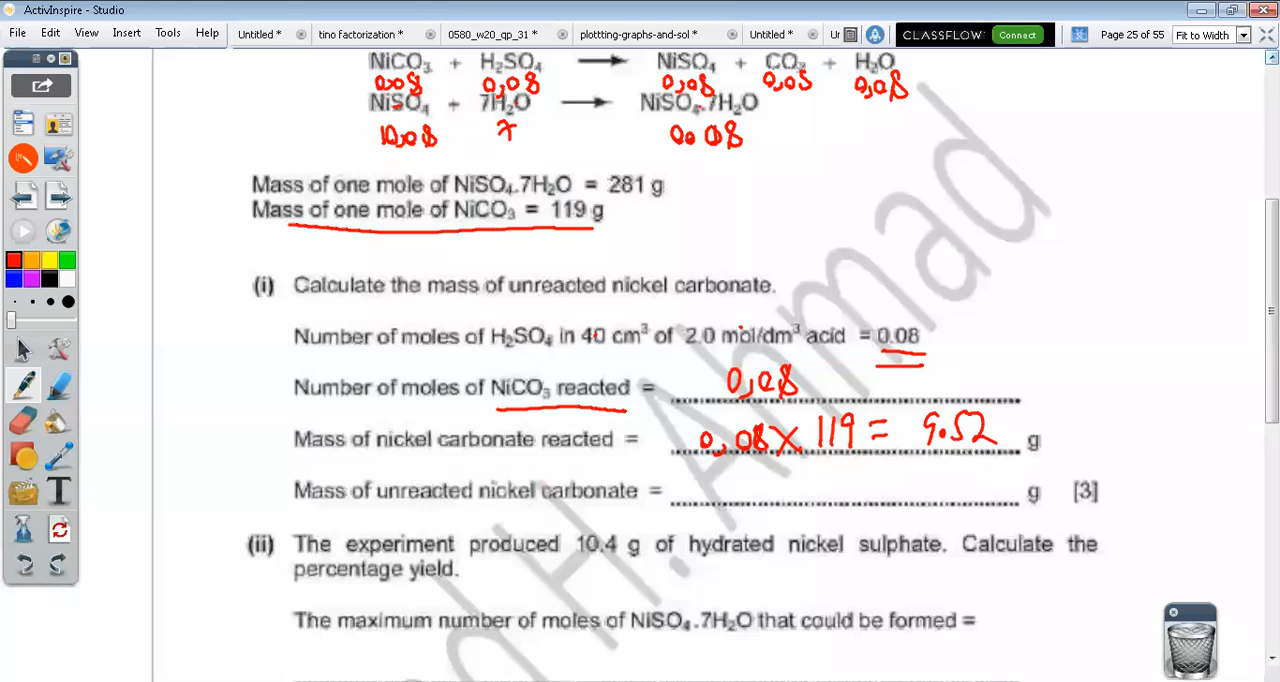 ActivInspire - Studio
File Edit View Insert Tools Help
Untitled * tino factorization * 0580_w20_qp_31 * plottting-graphs-and-sol * Untitled * Ur CLASSFLOW Connect Page 25 of 55 Fit to Width
NiCO₃ + H₂SO₄ → NiSO₄ + CO₂ + H₂O
0,08 0,08 0,08 0,08 0,08
NiSO₄ + 7H₂O → NiSO₄.7H₂O
0,08 7 0.08
Mass of one mole of NiSO₄.7H₂O = 281 g
Mass of one mole of NiCO₃ = 119 g
(i) Calculate the mass of unreacted nickel carbonate.
Number of moles of H₂SO₄ in 40 cm³ of 2.0 mol/dm³ acid = 0.08
Number of moles of NiCO₃ reacted = 0,08
Mass of nickel carbonate reacted = 0,08 × 119 = 9.52 g
Mass of unreacted nickel carbonate = g [3]
(ii) The experiment produced 10.4 g of hydrated nickel sulphate. Calculate the
percentage yield.
The maximum number of moles of NiSO₄.7H₂O that could be formed =
H. Ahmad